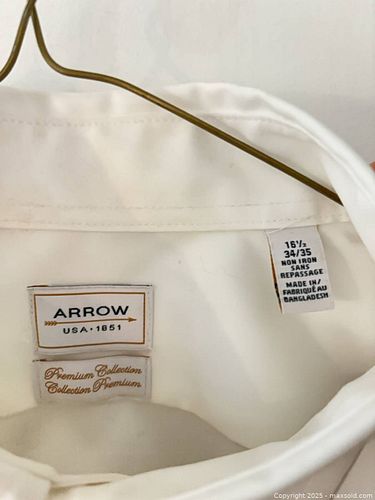 16½
34/35
NON IRON
SANS
REPASSAGE
MADE IN/
FABRIQUÉ AU
BANGLADESH
ARROW
USA • 1851
Premium Collection
Collection Premium
Copyright 2025 - maxsold.com